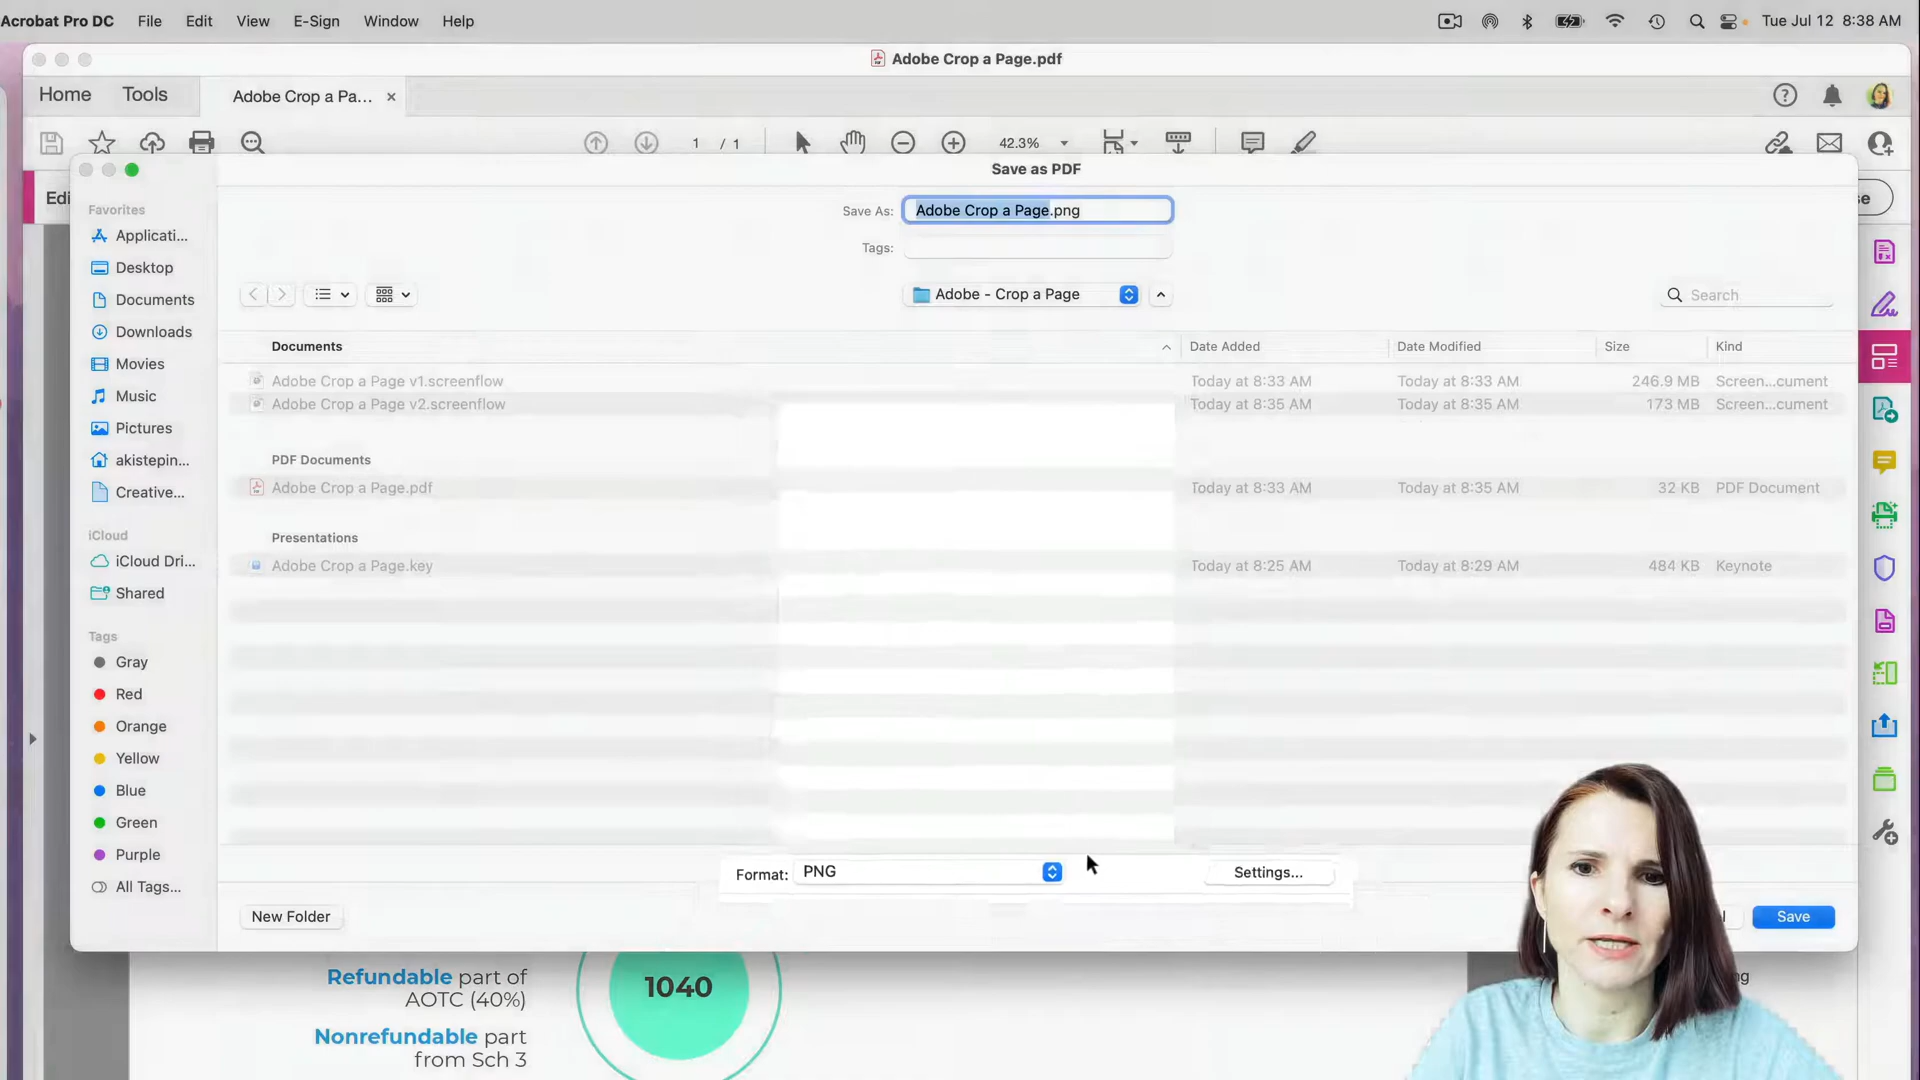 Acrobat Pro DC File Edit View E-Sign Window Help Tue Jul 12 8:38 AM
Adobe Crop a Page.pdf
Home Tools Adobe Crop a Pa... ×
1 / 1 42.3%
Save as PDF
Edi
Save As: Adobe Crop a Page.png
Tags:
Favorites
Applicati...
Desktop
Documents
Downloads
Movies
Music
Pictures
akistepin...
Creative...
iCloud
iCloud Dri...
Shared
Tags
Gray
Red
Orange
Yellow
Blue
Green
Purple
All Tags...
Adobe - Crop a Page Search
Documents Date Added Date Modified Size Kind
Adobe Crop a Page v1.screenflow Today at 8:33 AM Today at 8:33 AM 246.9 MB Screen...cument
Adobe Crop a Page v2.screenflow Today at 8:35 AM Today at 8:35 AM 173 MB Screen...cument
PDF Documents
Adobe Crop a Page.pdf Today at 8:33 AM Today at 8:35 AM 32 KB PDF Document
Presentations
Adobe Crop a Page.key Today at 8:25 AM Today at 8:29 AM 484 KB Keynote
Format: PNG Settings...
New Folder Save
Refundable part of
AOTC (40%)
1040
Nonrefundable part
from Sch 3